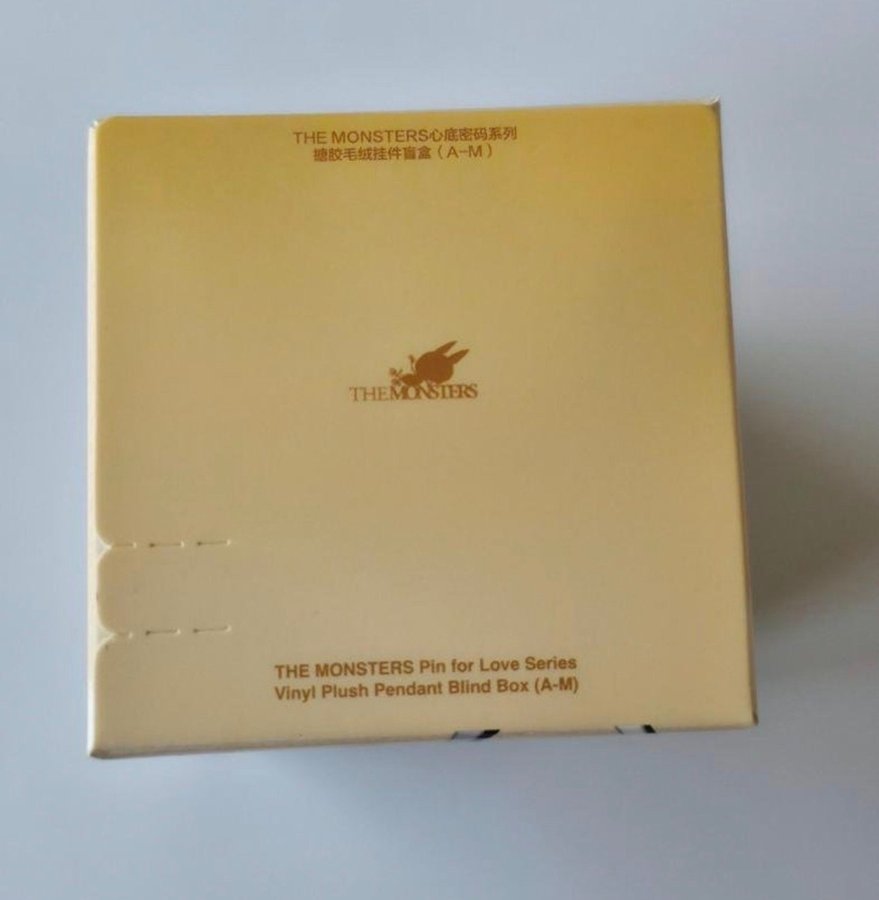 THE MONSTERS心底密码系列
搪胶毛绒挂件盲盒（A-M）
THE MONSTERS
THE MONSTERS Pin for Love Series
Vinyl Plush Pendant Blind Box (A-M)